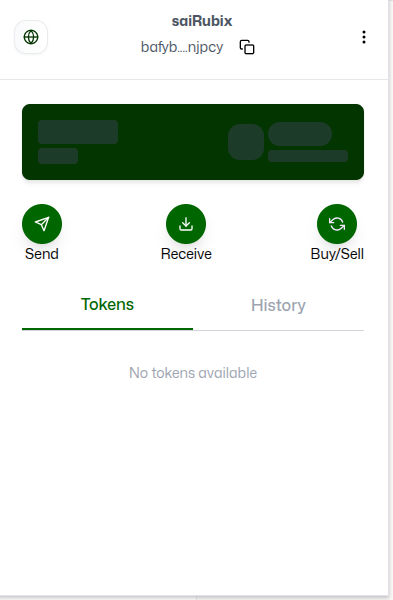 saiRubix
bafyb....njpcy
Send
Receive
Buy/Sell
Tokens
History
No tokens available